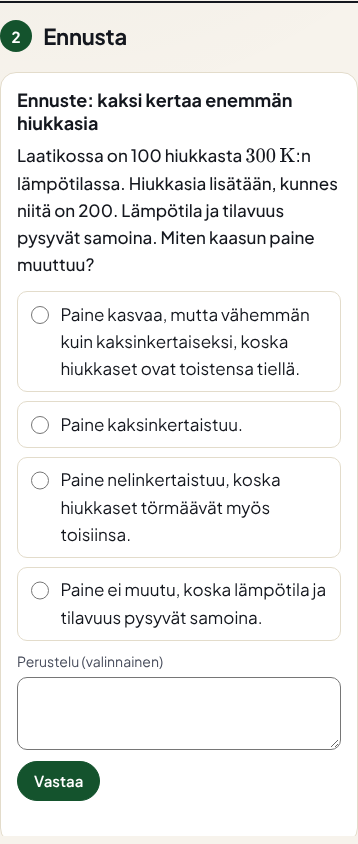 2 Ennusta
Ennuste: kaksi kertaa enemmän
hiukkasia
Laatikossa on 100 hiukkasta 300 K:n
lämpötilassa. Hiukkasia lisätään, kunnes
niitä on 200. Lämpötila ja tilavuus
pysyvät samoina. Miten kaasun paine
muuttuu?
Paine kasvaa, mutta vähemmän
kuin kaksinkertaiseksi, koska
hiukkaset ovat toistensa tiellä.
Paine kaksinkertaistuu.
Paine nelinkertaistuu, koska
hiukkaset törmäävät myös
toisiinsa.
Paine ei muutu, koska lämpötila ja
tilavuus pysyvät samoina.
Perustelu (valinnainen)
Vastaa